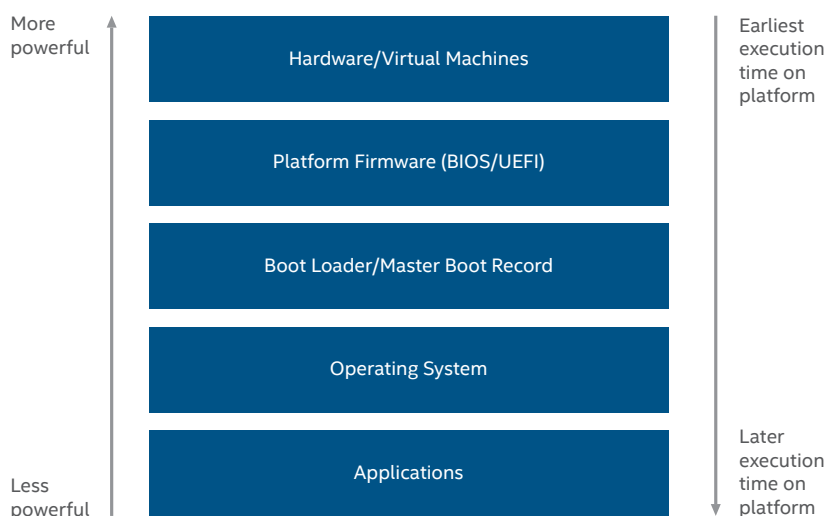 More
powerful
Hardware/Virtual Machines
Earliest
execution
time on
platform
Platform Firmware (BIOS/UEFI)
Boot Loader/Master Boot Record
Operating System
Applications
Less
powerful
Later
execution
time on
platform